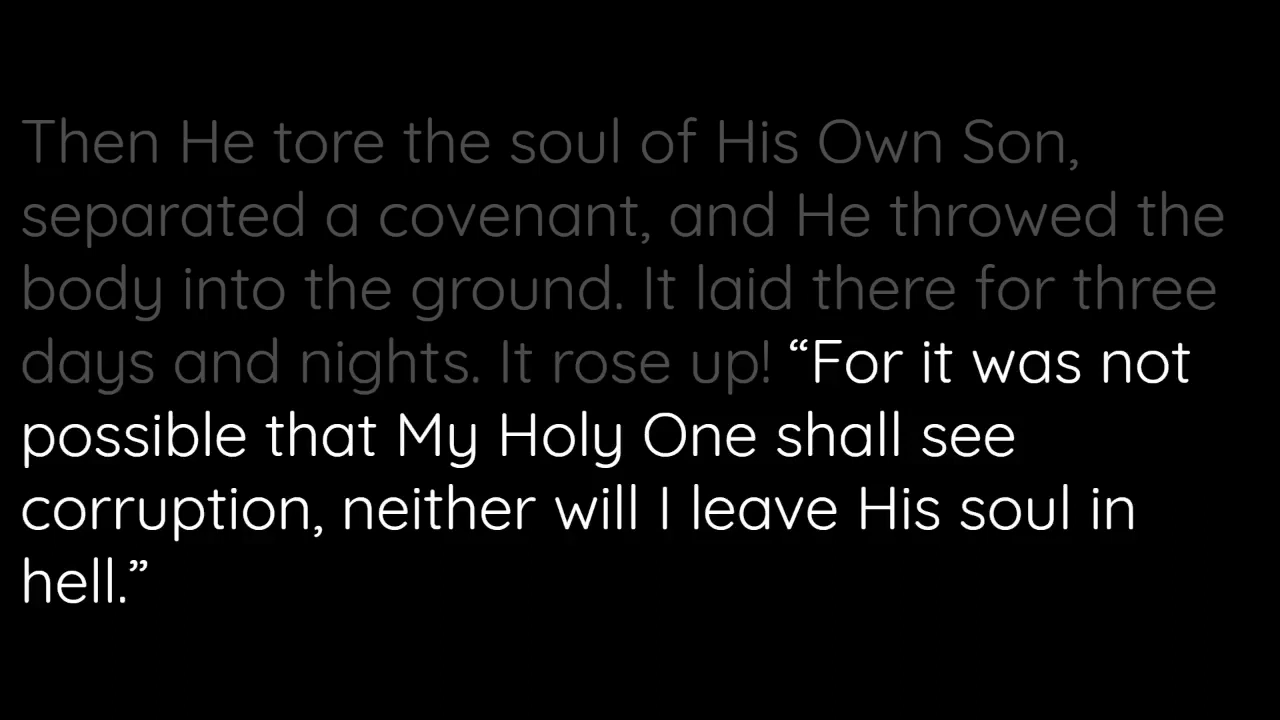 Then He tore the soul of His Own Son,
separated a covenant, and He throwed the
body into the ground. It laid there for three
days and nights. It rose up! “For it was not
possible that My Holy One shall see
corruption, neither will I leave His soul in
hell.”